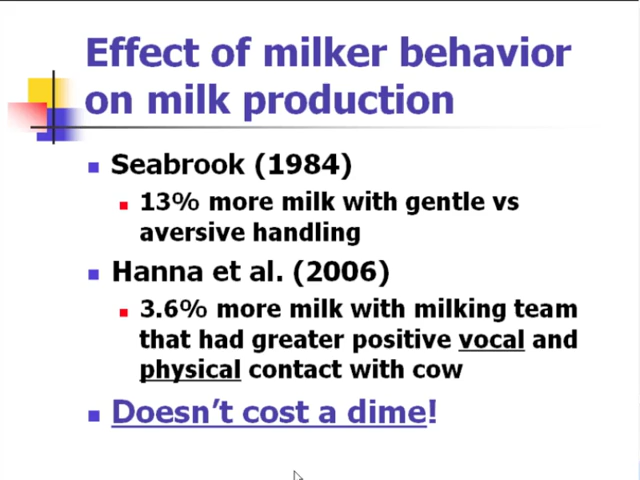 Effect of milker behavior
on milk production
Seabrook (1984)
13% more milk with gentle vs
aversive handling
Hanna et al. (2006)
3.6% more milk with milking team
that had greater positive vocal and
physical contact with cow
Doesn’t cost a dime!